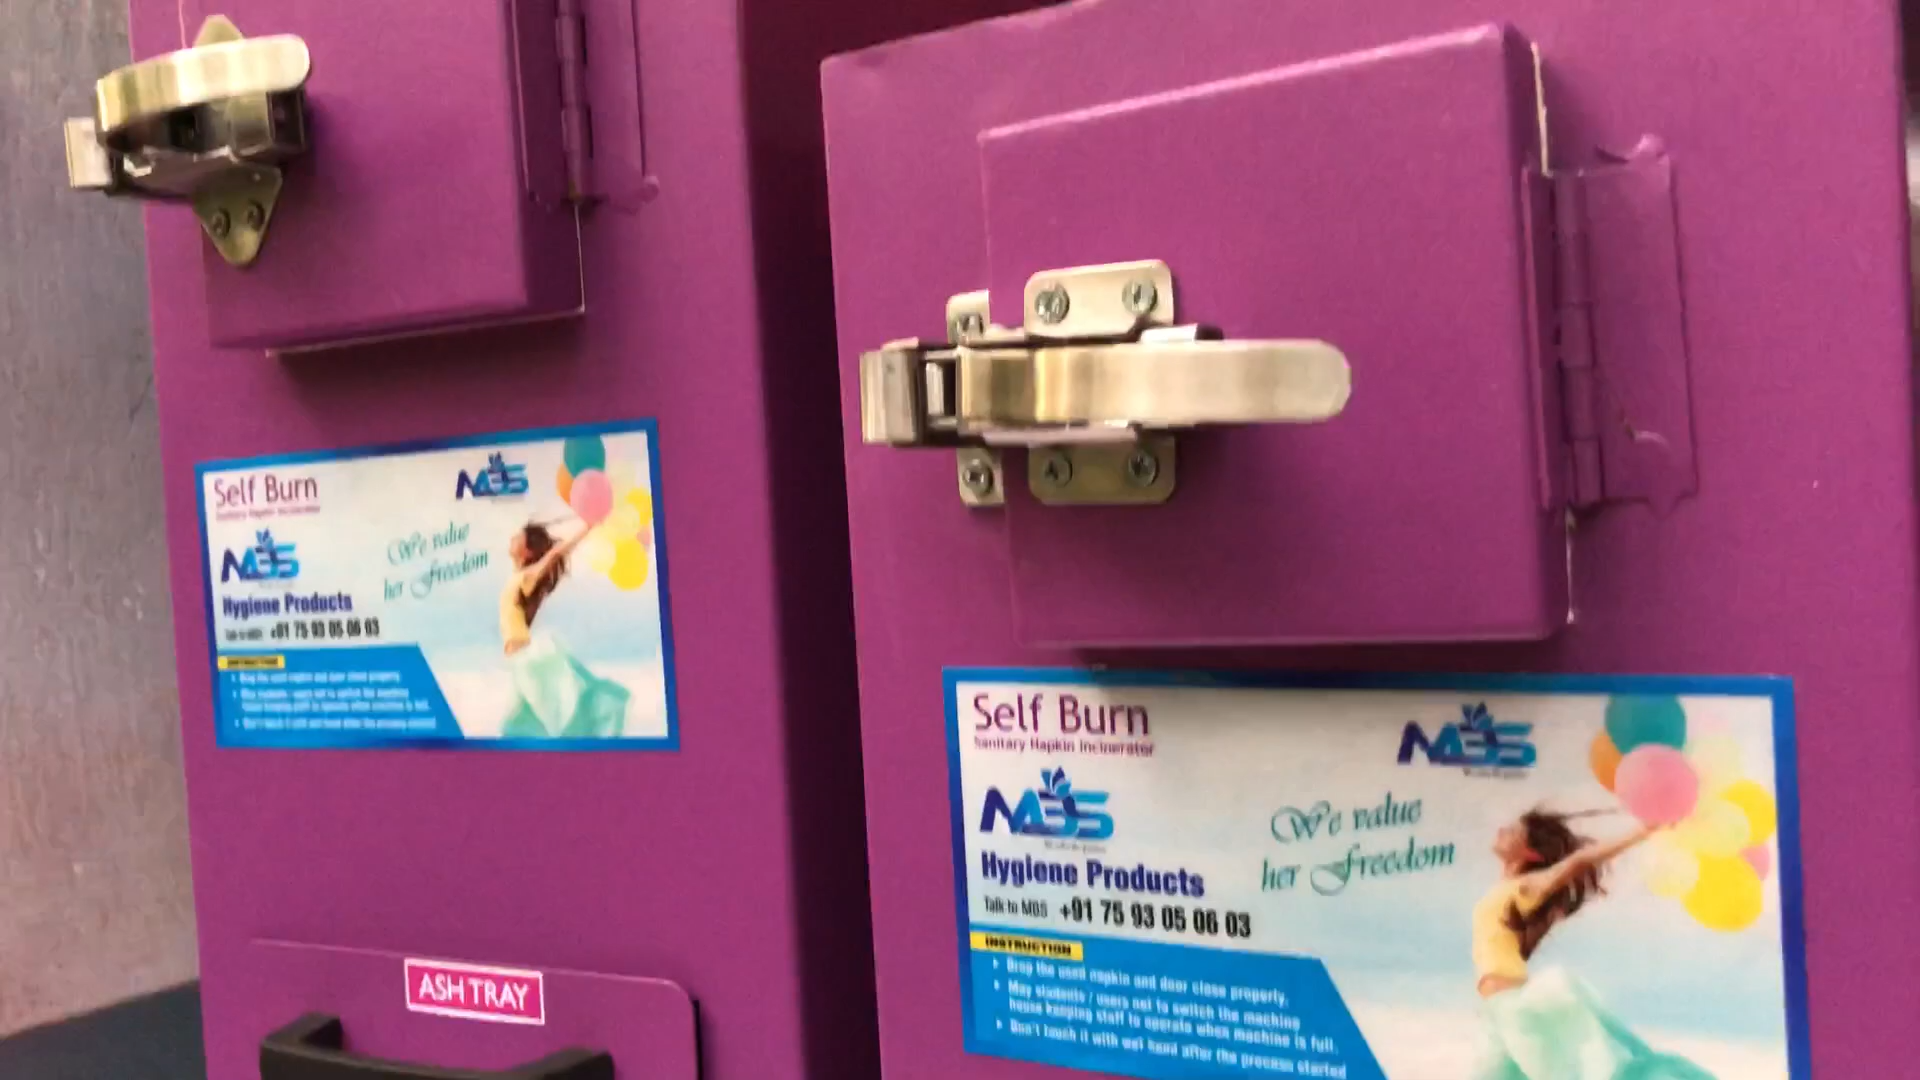 Self Burn
Sanitary Napkin Incinerator
MBS
MBS
We value
her Freedom
Hygiene Products
+91 75 93 05 06 03
INSTRUCTION
ASH TRAY
Self Burn
Sanitary Napkin Incinerator
MBS
MBS
We value
her Freedom
Hygiene Products
Talk to MBS +91 75 93 05 06 03
INSTRUCTION
Drop the used napkin and door close properly.
May students / users not to switch the machine
house keeping staff to operate when machine is full.
Don't touch it with wet hand after the process started